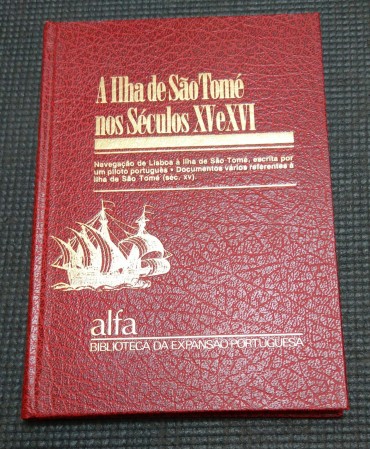 A Ilha de São Tomé
nos Séculos XV e XVI
Navegação de Lisboa à ilha de São Tomé, escrita por
um piloto português • Documentos vários referentes à
ilha de São Tomé (séc. xv).
alfa
BIBLIOTECA DA EXPANSÃO PORTUGUESA